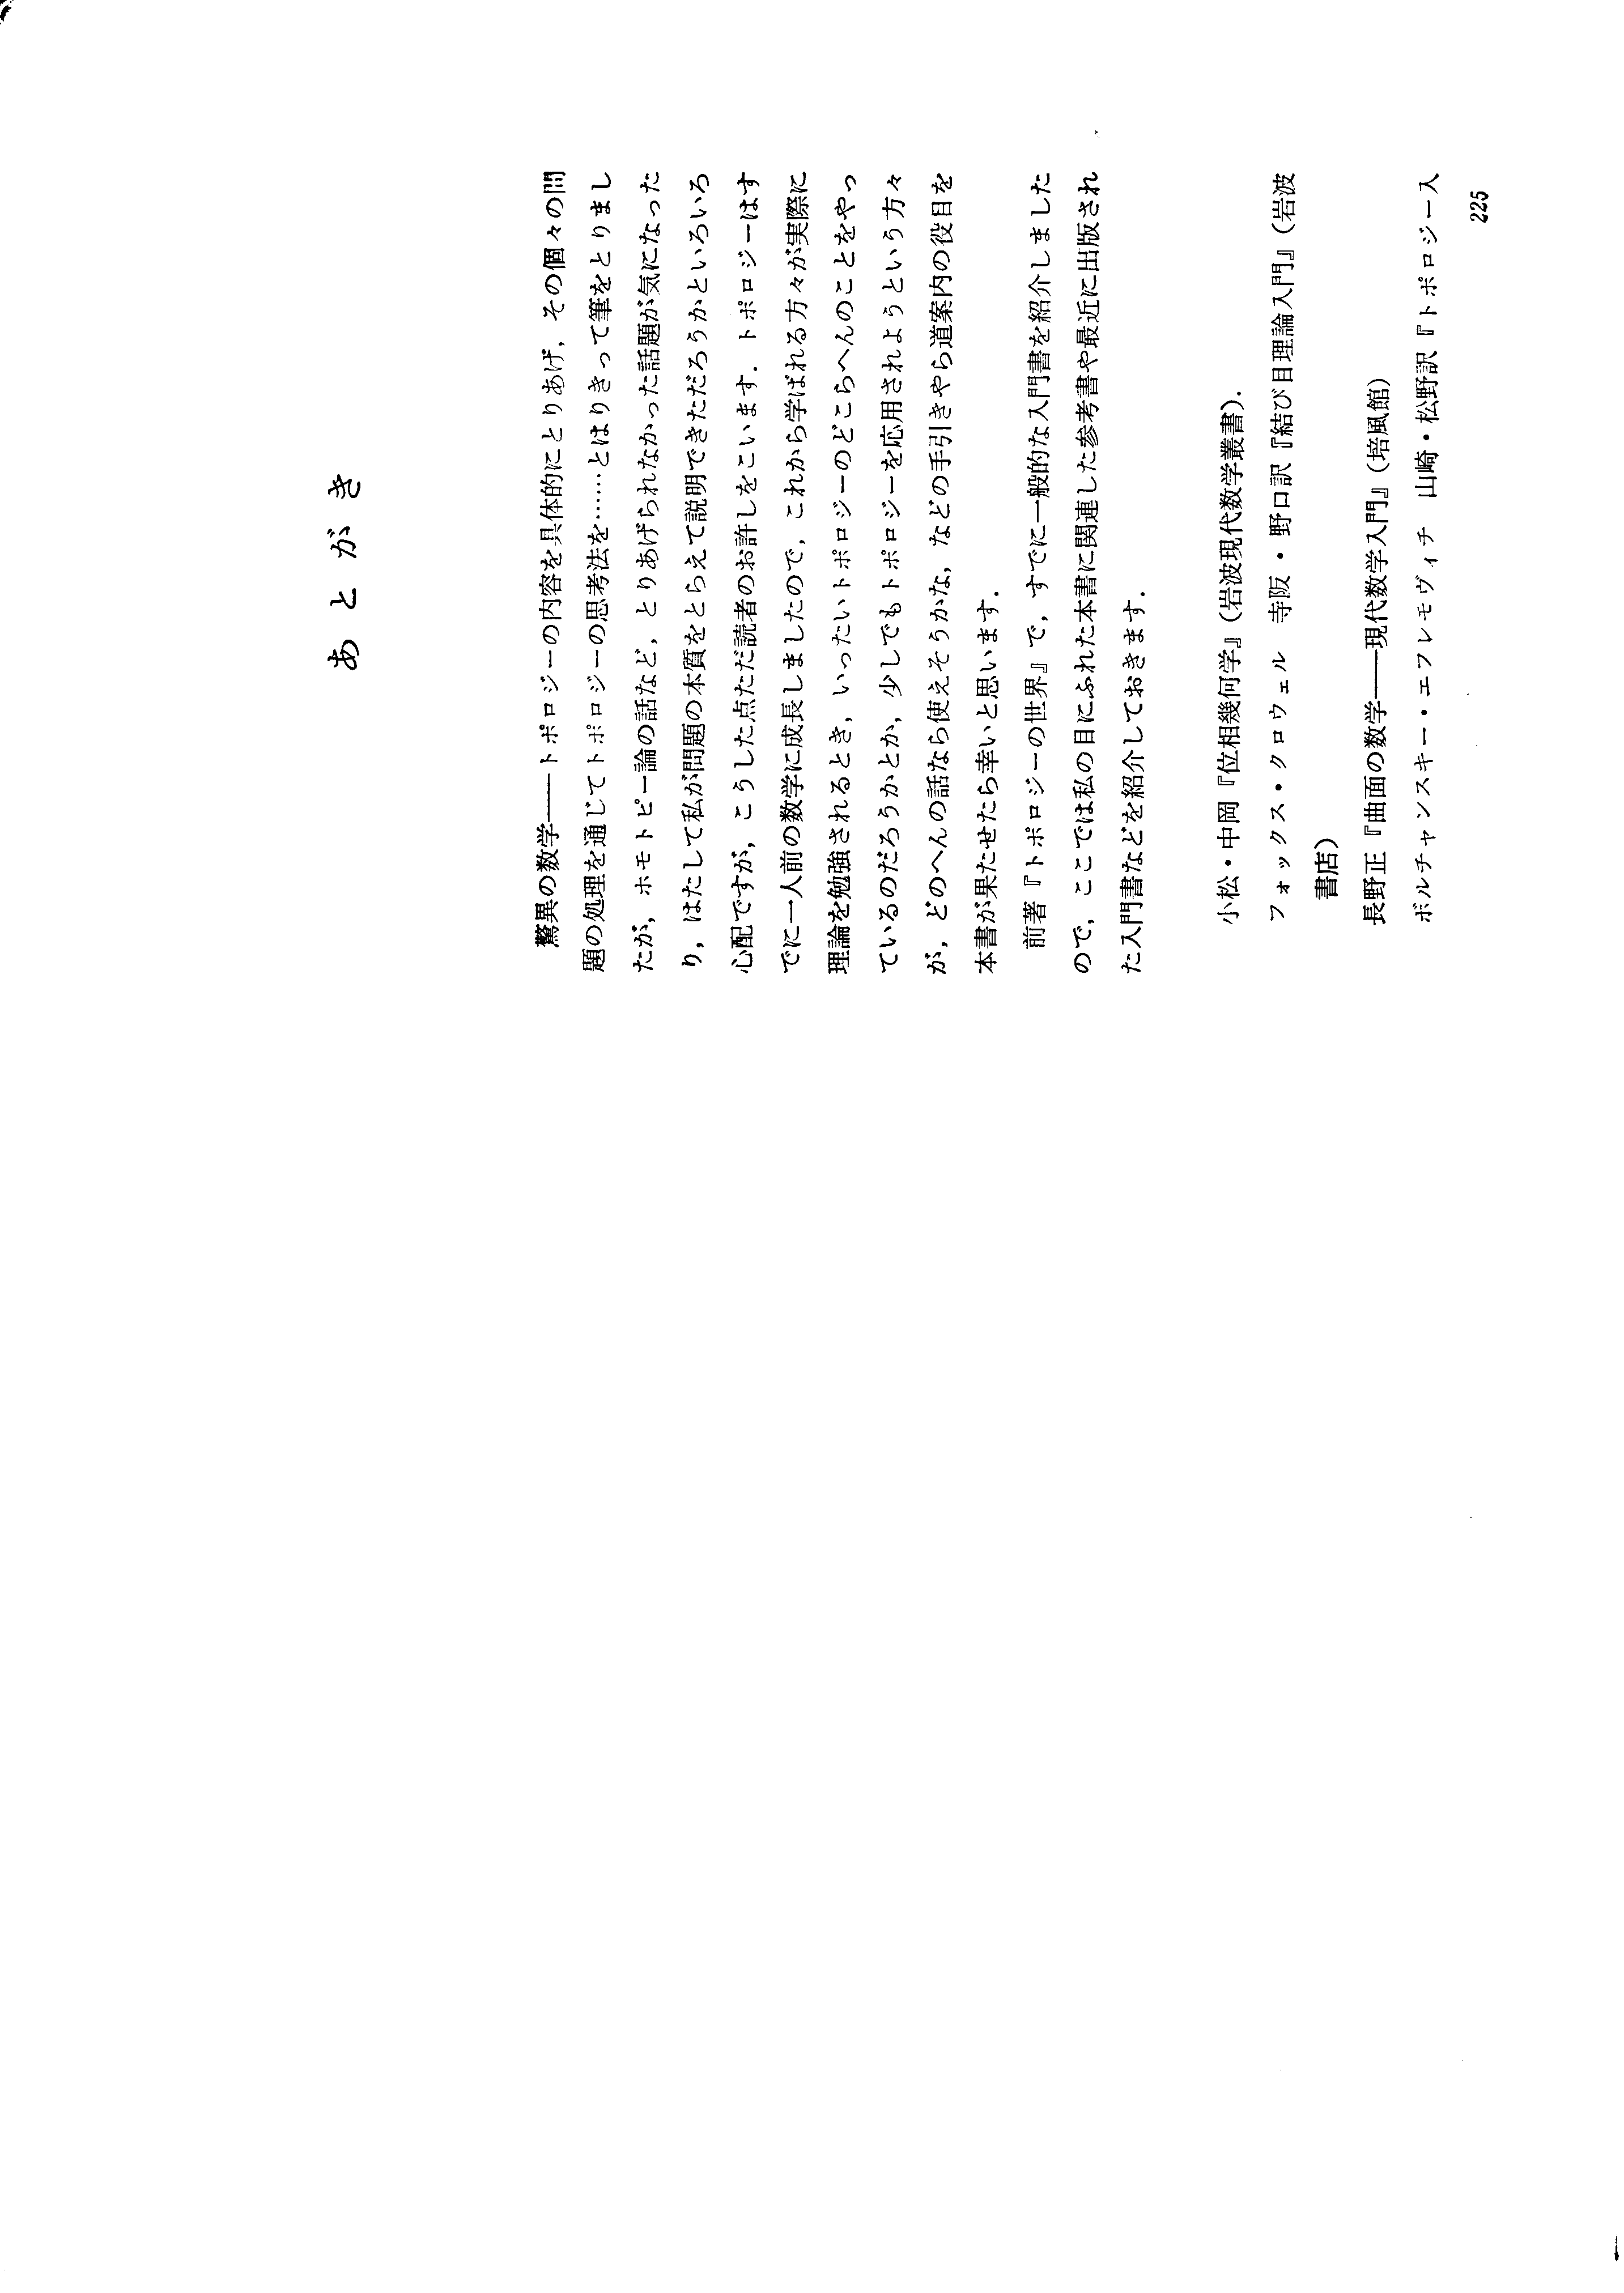 あとがき
驚異の数学――トポロジーの内容を具体的にとりあげ，その個々の問
題の処理を通じてトポロジーの思考法を……とはりきって筆をとりまし
たが，ホモトピー論の話など，とりあげられなかった話題が気になった
り，はたして私が問題の本質をとらえて説明できただろうかといろいろ
心配ですが，こうした点ただ読者のお許しをこいます．トポロジーはす
でに一人前の数学に成長しましたので，これから学ばれる方々が実際に
理論を勉強されるとき，いったいトポロジーのどこらへんのことをやっ
ているのだろうかとか，少しでもトポロジーを応用されようという方々
が，どのへんの話なら使えそうかな，などの手引きやら道案内の役目を
本書が果たせたら幸いと思います．
前著『トポロジーの世界』で，すでに一般的な入門書を紹介しました
ので，ここでは私の目にふれた本書に関連した参考書や最近に出版され
た入門書などを紹介しておきます．
小松・中岡『位相幾何学』（岩波現代数学叢書）．
フォックス・クロウェル　寺阪・野口訳『結び目理論入門』（岩波
書店）
長野正『曲面の数学――現代数学入門』（培風館）
ボルチャンスキー・エフレモヴィチ　山崎・松野訳『トポロジー入
225